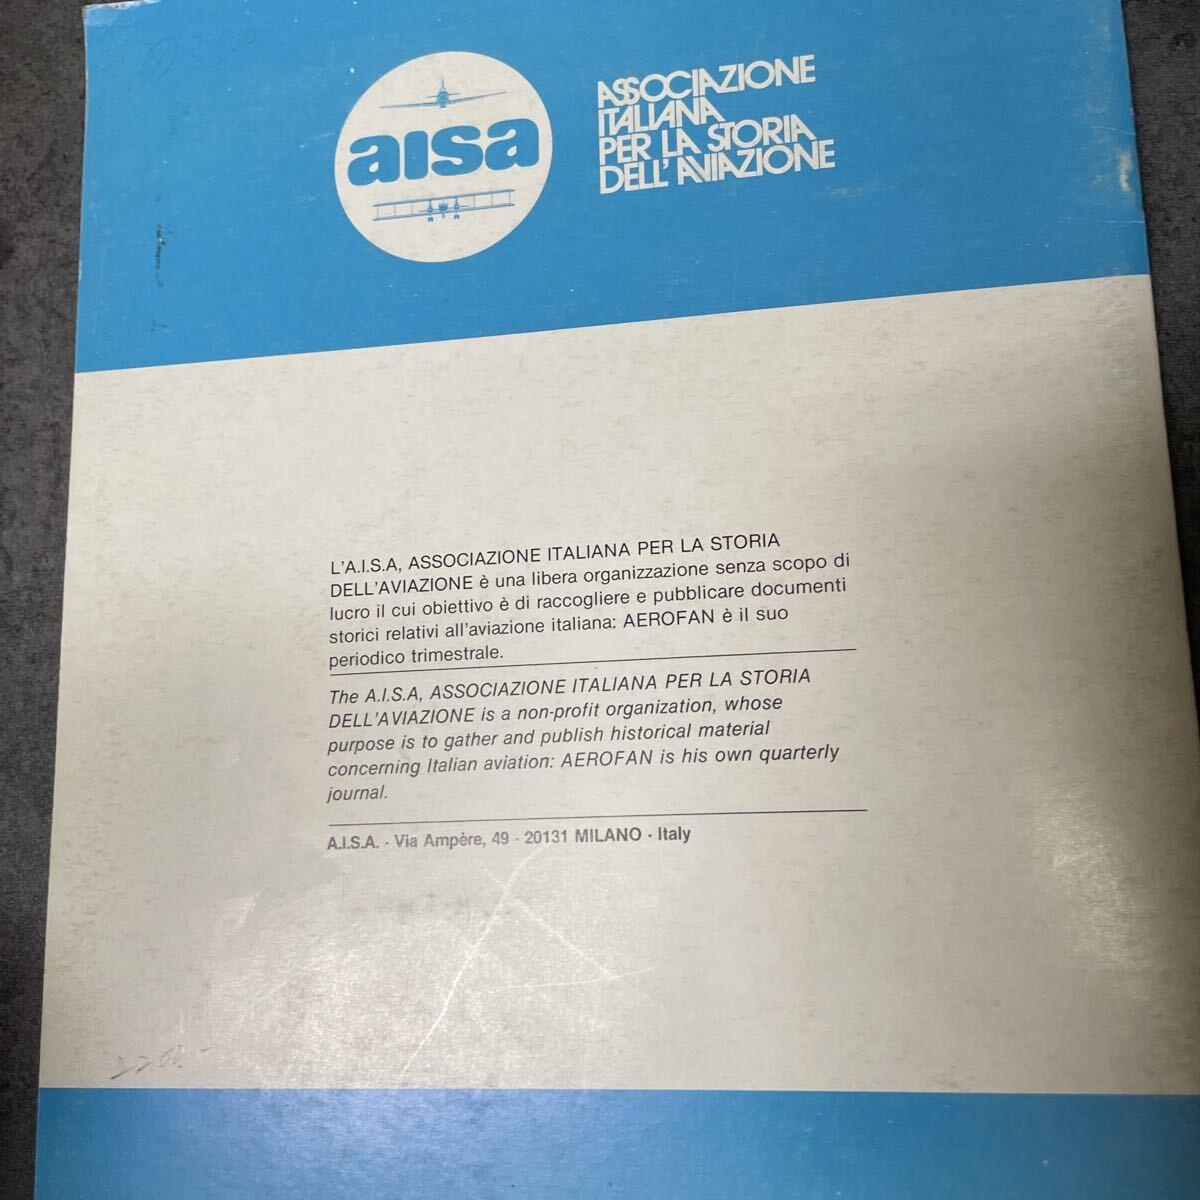 aisa
ASSOCIAZIONE
ITALIANA
PER LA STORIA
DELL'AVIAZIONE
L'A.I.S.A, ASSOCIAZIONE ITALIANA PER LA STORIA
DELL'AVIAZIONE è una libera organizzazione senza scopo di
lucro il cui obiettivo è di raccogliere e pubblicare documenti
storici relativi all'aviazione italiana: AEROFAN è il suo
periodico trimestrale.
The A.I.S.A, ASSOCIAZIONE ITALIANA PER LA STORIA
DELL'AVIAZIONE is a non-profit organization, whose
purpose is to gather and publish historical material
concerning Italian aviation: AEROFAN is his own quarterly
journal.
A.I.S.A. - Via Ampère, 49 - 20131 MILANO - Italy